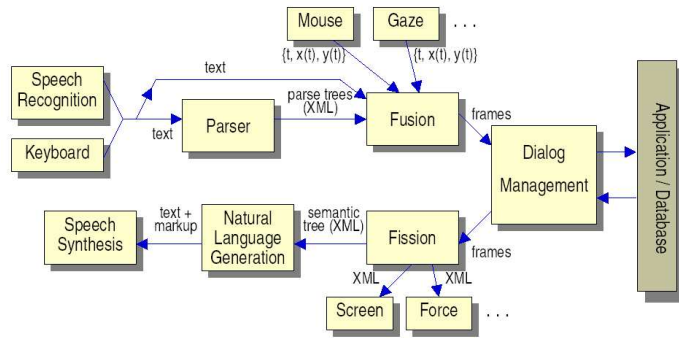 Mouse
Gaze
. . .
{t, x(t), y(t)}
{t, x(t), y(t)}
text
Speech
Recognition
Keyboard
text
Parser
parse trees
(XML)
Fusion
frames
Dialog
Management
Application / Database
Speech
Synthesis
text +
markup
Natural
Language
Generation
semantic
tree (XML)
Fission
frames
XML
XML
Screen
Force
. . .